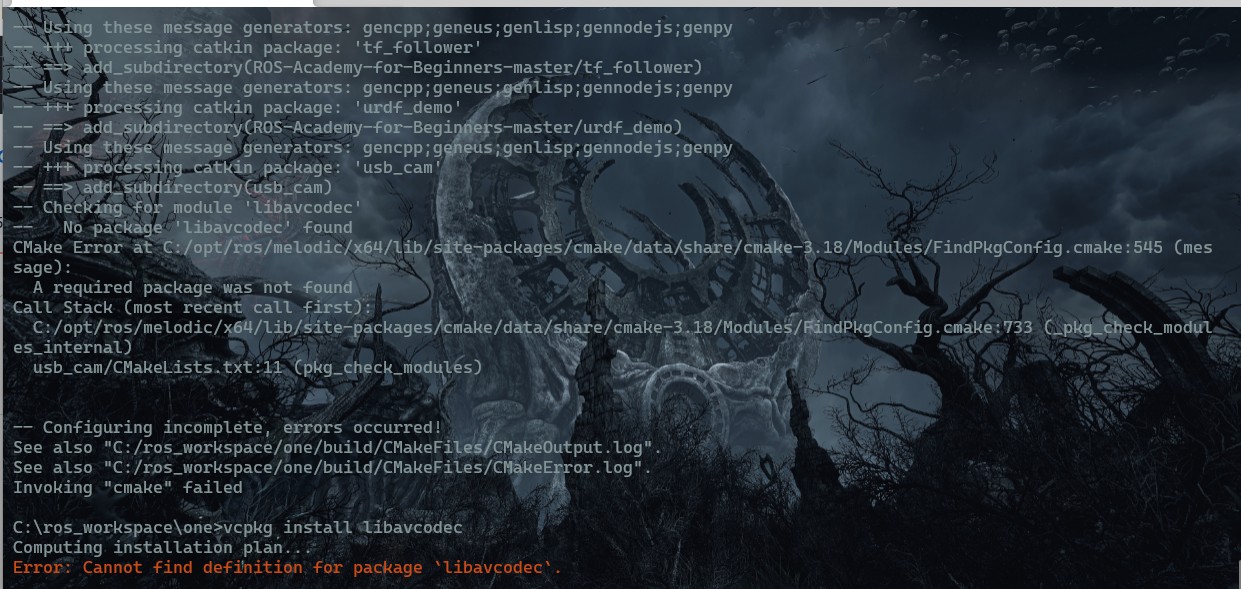 -- Using these message generators: gencpp;geneus;genlisp;gennodejs;genpy
-- +++ processing catkin package: 'tf_follower'
-- ==> add_subdirectory(ROS-Academy-for-Beginners-master/tf_follower)
-- Using these message generators: gencpp;geneus;genlisp;gennodejs;genpy
-- +++ processing catkin package: 'urdf_demo'
-- ==> add_subdirectory(ROS-Academy-for-Beginners-master/urdf_demo)
-- Using these message generators: gencpp;geneus;genlisp;gennodejs;genpy
-- +++ processing catkin package: 'usb_cam'
-- ==> add_subdirectory(usb_cam)
-- Checking for module 'libavcodec'
--   No package 'libavcodec' found
CMake Error at C:/opt/ros/melodic/x64/lib/site-packages/cmake/data/share/cmake-3.18/Modules/FindPkgConfig.cmake:545 (mes
sage):
  A required package was not found
Call Stack (most recent call first):
  C:/opt/ros/melodic/x64/lib/site-packages/cmake/data/share/cmake-3.18/Modules/FindPkgConfig.cmake:733 (_pkg_check_modul
es_internal)
  usb_cam/CMakeLists.txt:11 (pkg_check_modules)
-- Configuring incomplete, errors occurred!
See also "C:/ros_workspace/one/build/CMakeFiles/CMakeOutput.log".
See also "C:/ros_workspace/one/build/CMakeFiles/CMakeError.log".
Invoking "cmake" failed
C:\ros_workspace\one>vcpkg install libavcodec
Computing installation plan...
Error: Cannot find definition for package `libavcodec`.